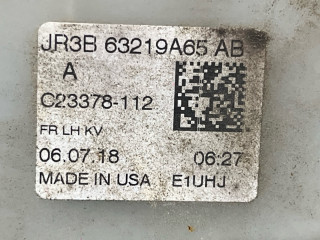 JR3B 63219A65 AB
A
C23378-112
FR LH KV
06.07.18 06:27
MADE IN USA E1UHJ